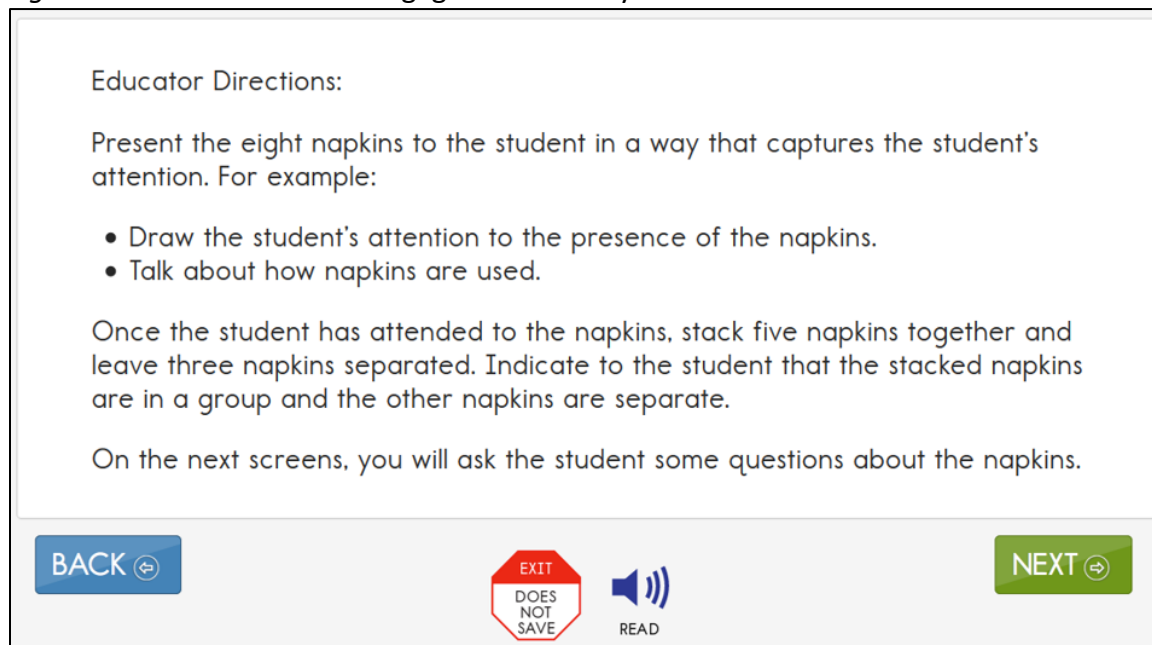 Educator Directions:
Present the eight napkins to the student in a way that captures the student's
attention. For example:
• Draw the student's attention to the presence of the napkins.
• Talk about how napkins are used.
Once the student has attended to the napkins, stack five napkins together and
leave three napkins separated. Indicate to the student that the stacked napkins
are in a group and the other napkins are separate.
On the next screens, you will ask the student some questions about the napkins.
BACK
EXIT
DOES
NOT
SAVE
READ
NEXT